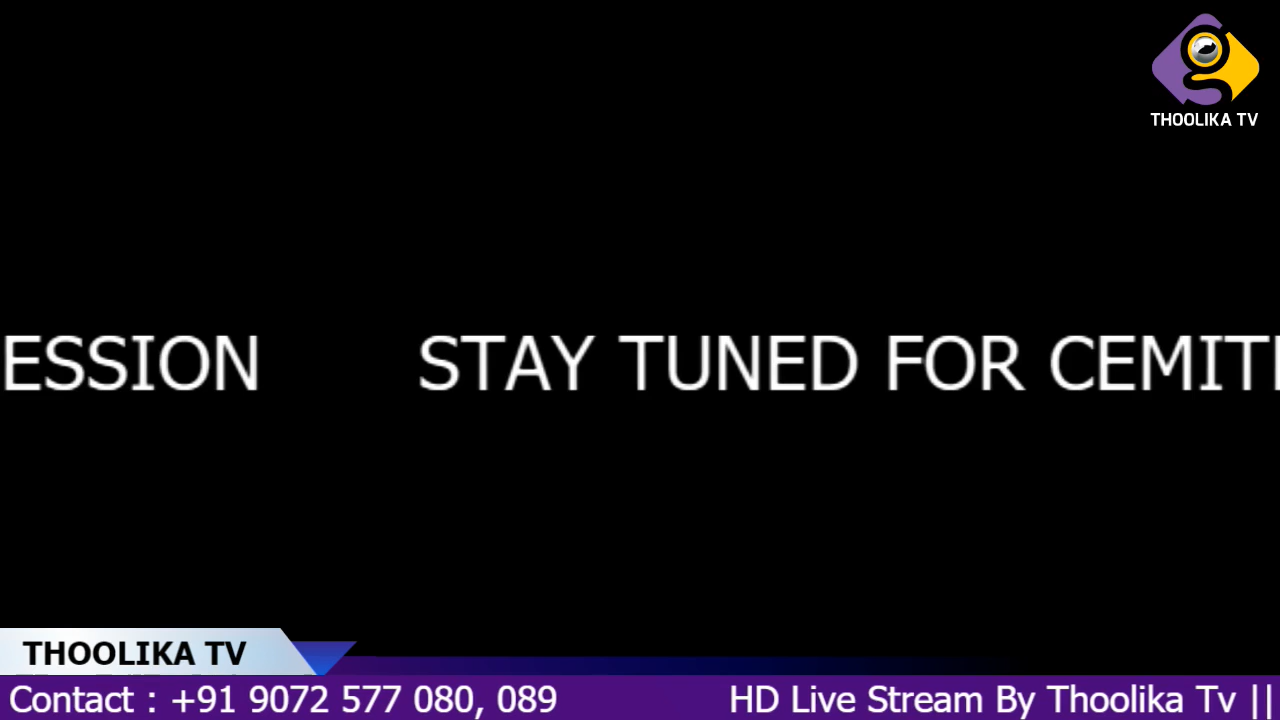 THOOLIKA TV
ESSION STAY TUNED FOR CEMIT
THOOLIKA TV
Contact : +91 9072 577 080, 089 HD Live Stream By Thoolika Tv ||